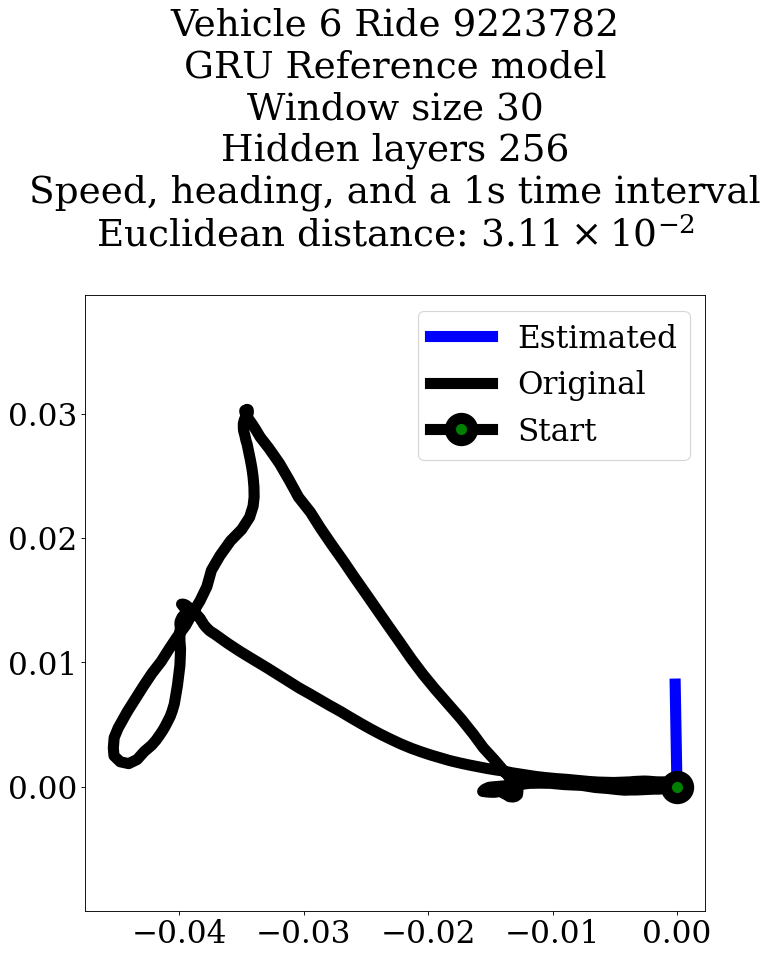 Vehicle 6 Ride 9223782
GRU Reference model
Window size 30
Hidden layers 256
Speed, heading, and a 1s time interval
Euclidean distance: 3.11 × 10⁻²
Estimated
Original
Start
0.03
0.02
0.01
0.00
−0.04 −0.03 −0.02 −0.01 0.00